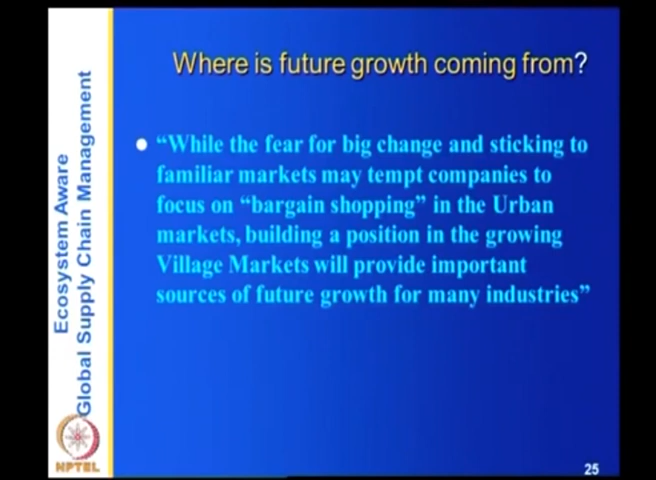 Where is future growth coming from?
“While the fear for big change and sticking to
familiar markets may tempt companies to
focus on “bargain shopping” in the Urban
markets, building a position in the growing
Village Markets will provide important
sources of future growth for many industries”
Ecosystem Aware
Global Supply Chain Management
NPTEL
25